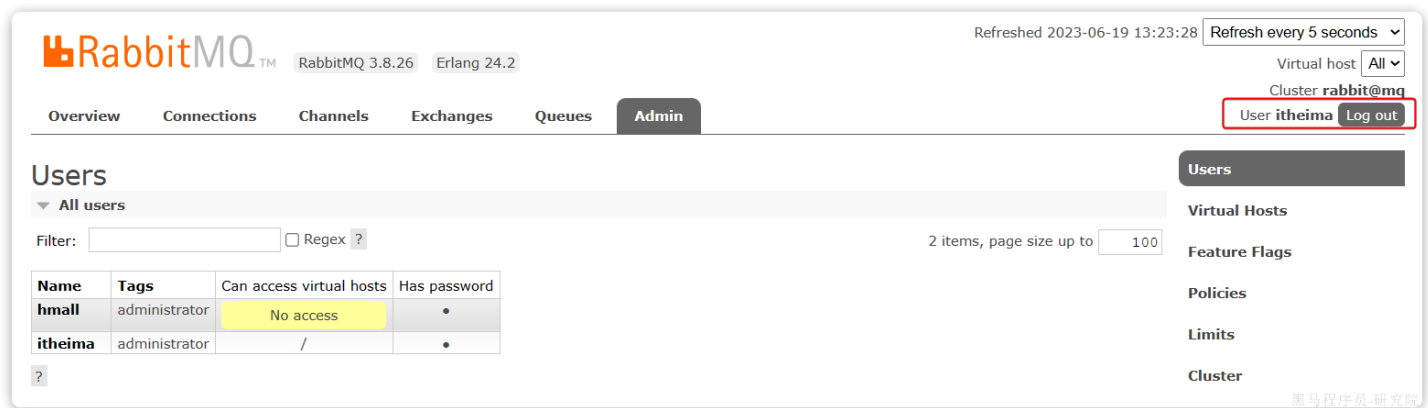 Refreshed 2023-06-19 13:23:28 Refresh every 5 seconds
RabbitMQ TM RabbitMQ 3.8.26 Erlang 24.2
Virtual host All
Cluster rabbit@mq
User itheima Log out
Overview Connections Channels Exchanges Queues Admin
Users
All users
Filter: Regex ? 2 items, page size up to 100
Name Tags Can access virtual hosts Has password
hmall administrator No access •
itheima administrator / •
?
Users
Virtual Hosts
Feature Flags
Policies
Limits
Cluster
黑马程序员-研究院